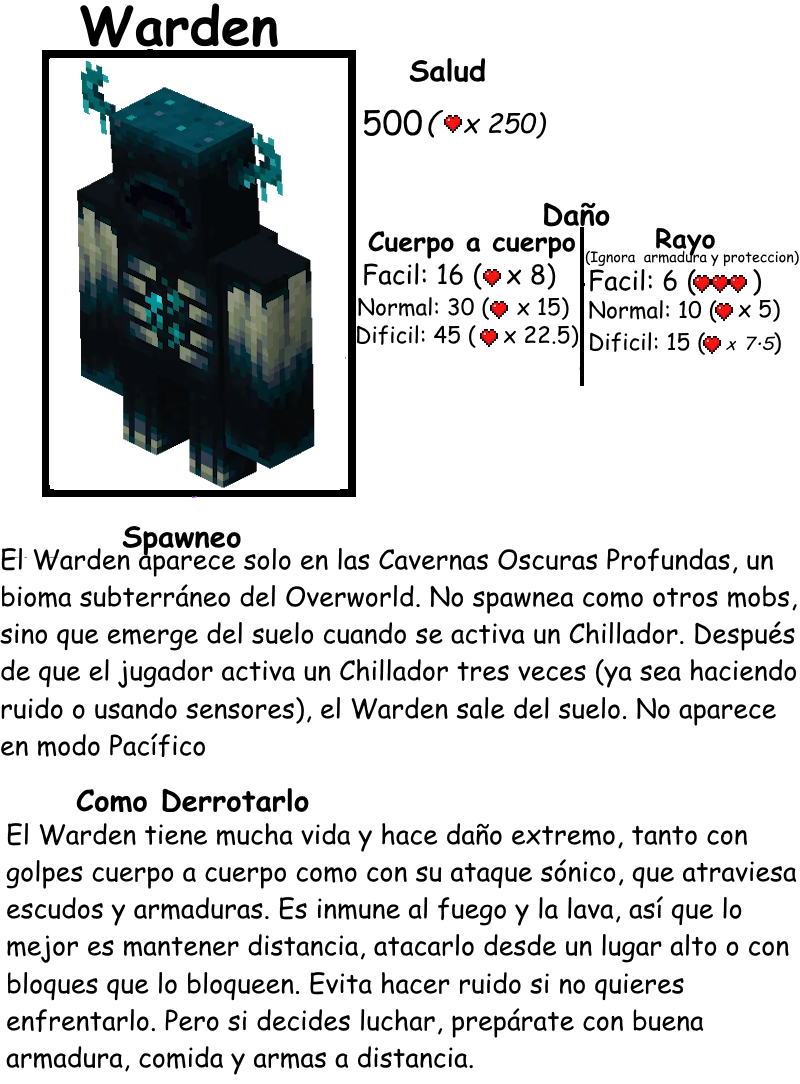 Warden
Salud
500 ( x 250)
Daño
Cuerpo a cuerpo
Facil: 16 ( x 8)
Normal: 30 ( x 15)
Dificil: 45 ( x 22.5)
Rayo
(Ignora armadura y proteccion)
Facil: 6 ( )
Normal: 10 ( x 5)
Dificil: 15 ( x 7.5)
Spawneo
El Warden aparece solo en las Cavernas Oscuras Profundas, un
bioma subterráneo del Overworld. No spawnea como otros mobs,
sino que emerge del suelo cuando se activa un Chillador. Después
de que el jugador activa un Chillador tres veces (ya sea haciendo
ruido o usando sensores), el Warden sale del suelo. No aparece
en modo Pacífico
Como Derrotarlo
El Warden tiene mucha vida y hace daño extremo, tanto con
golpes cuerpo a cuerpo como con su ataque sónico, que atraviesa
escudos y armaduras. Es inmune al fuego y la lava, así que lo
mejor es mantener distancia, atacarlo desde un lugar alto o con
bloques que lo bloqueen. Evita hacer ruido si no quieres
enfrentarlo. Pero si decides luchar, prepárate con buena
armadura, comida y armas a distancia.